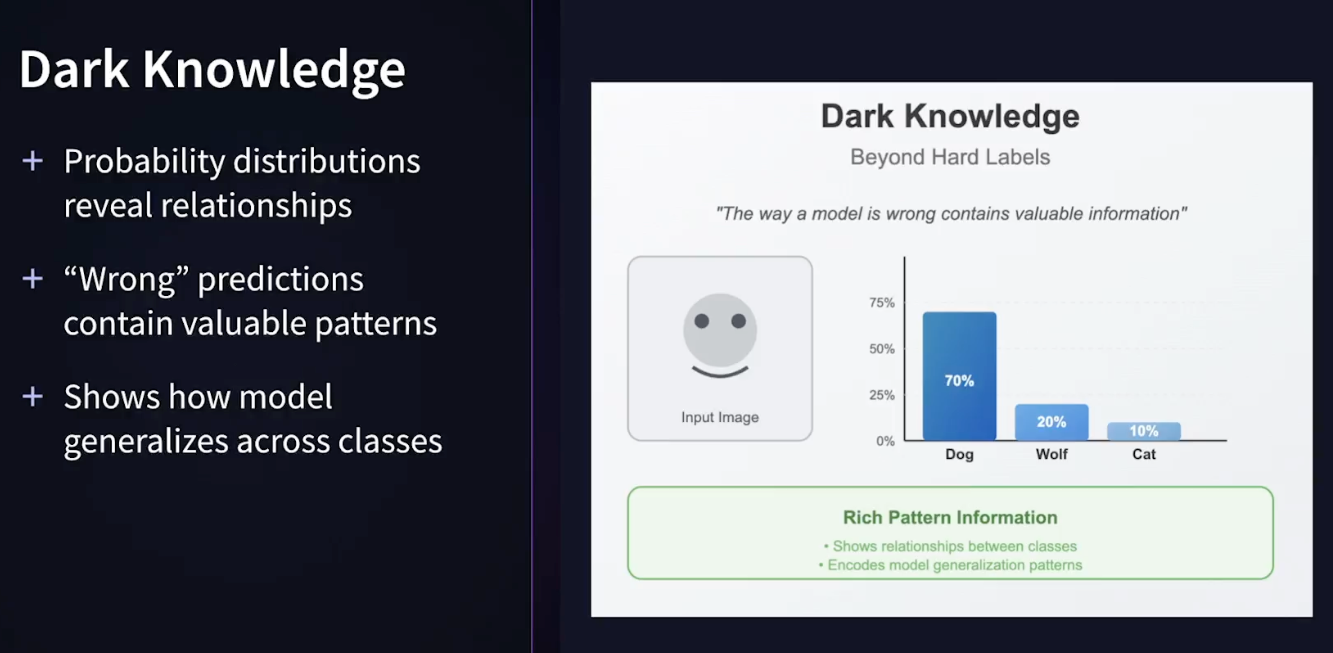 Dark Knowledge
+ Probability distributions
reveal relationships
+ “Wrong” predictions
contain valuable patterns
+ Shows how model
generalizes across classes
Dark Knowledge
Beyond Hard Labels
"The way a model is wrong contains valuable information"
Input Image
75%
50%
25%
0%
70%
20%
10%
Dog
Wolf
Cat
Rich Pattern Information
• Shows relationships between classes
• Encodes model generalization patterns